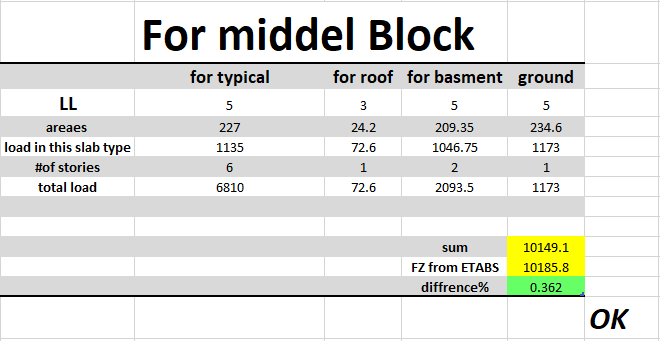 For middel Block
for typical for roof for basment ground
LL 5 3 5 5
areaes 227 24.2 209.35 234.6
load in this slab type 1135 72.6 1046.75 1173
#of stories 6 1 2 1
total load 6810 72.6 2093.5 1173
sum 10149.1
FZ from ETABS 10185.8
diffrence% 0.362
OK